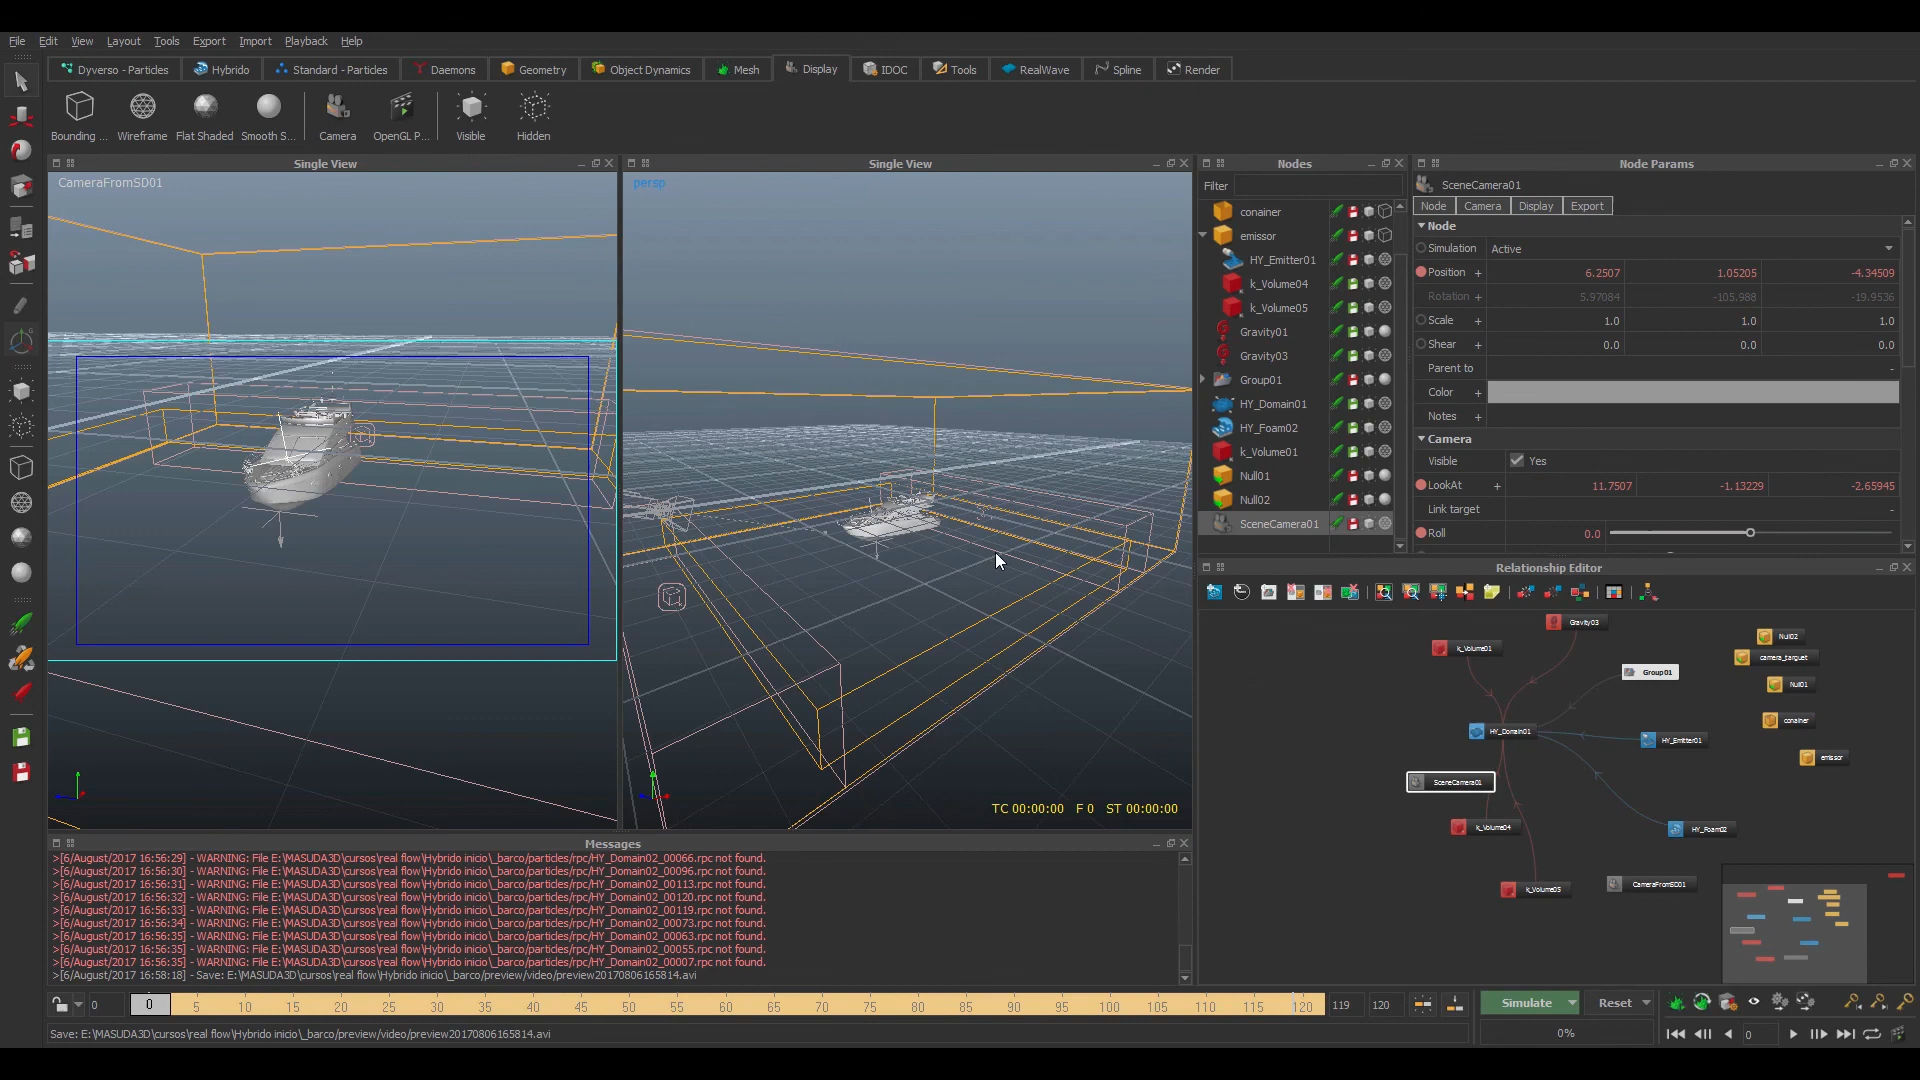 File Edit View Layout Tools Export Import Playback Help
Dyverso - Particles Hybrido Standard - Particles Daemons Geometry Object Dynamics Mesh Display IDOC Tools RealWave Spline Render
Bounding ... Wireframe Flat Shaded Smooth S... Camera OpenGL P... Visible Hidden
Single View Single View Nodes Node Params
CameraFromSD01
persp
Filter
conainer
emissor
HY_Emitter01
k_Volume04
k_Volume05
Gravity01
Gravity03
Group01
HY_Domain01
HY_Foam02
k_Volume01
Null01
Null02
SceneCamera01
SceneCamera01
Node Camera Display Export
Node
Simulation Active
Position + 6.2507 1.05205 -4.34509
Rotation + 5.97084 -105.988 -19.9536
Scale + 1.0 1.0 1.0
Shear + 0.0 0.0 0.0
Parent to -
Color +
Notes +
Camera
Visible Yes
LookAt + 11.7507 -1.13229 -2.65945
Link target -
Roll 0.0
Relationship Editor
Gravity03
Null02
k_Volume01
camera_targuet
Group01
Null01
conainer
HY_Domain01
HY_Emitter01
emissor
SceneCamera01
k_Volume04
HY_Foam02
k_Volume05
CameraFromSD01
TC 00:00:00 F 0 ST 00:00:00
Messages
>[6/August/2017 16:56:29] - WARNING: File E:\MASUDA3D\cursos\real flow\Hybrido inicio\_barco/particles/rpc/HY_Domain02_00066.rpc not found.
>[6/August/2017 16:56:30] - WARNING: File E:\MASUDA3D\cursos\real flow\Hybrido inicio\_barco/particles/rpc/HY_Domain02_00096.rpc not found.
>[6/August/2017 16:56:31] - WARNING: File E:\MASUDA3D\cursos\real flow\Hybrido inicio\_barco/particles/rpc/HY_Domain02_00113.rpc not found.
>[6/August/2017 16:56:32] - WARNING: File E:\MASUDA3D\cursos\real flow\Hybrido inicio\_barco/particles/rpc/HY_Domain02_00120.rpc not found.
>[6/August/2017 16:56:33] - WARNING: File E:\MASUDA3D\cursos\real flow\Hybrido inicio\_barco/particles/rpc/HY_Domain02_00119.rpc not found.
>[6/August/2017 16:56:34] - WARNING: File E:\MASUDA3D\cursos\real flow\Hybrido inicio\_barco/particles/rpc/HY_Domain02_00073.rpc not found.
>[6/August/2017 16:56:35] - WARNING: File E:\MASUDA3D\cursos\real flow\Hybrido inicio\_barco/particles/rpc/HY_Domain02_00063.rpc not found.
>[6/August/2017 16:56:35] - WARNING: File E:\MASUDA3D\cursos\real flow\Hybrido inicio\_barco/particles/rpc/HY_Domain02_00055.rpc not found.
>[6/August/2017 16:56:35] - WARNING: File E:\MASUDA3D\cursos\real flow\Hybrido inicio\_barco/particles/rpc/HY_Domain02_00007.rpc not found.
>[6/August/2017 16:58:18] - Save: E:\MASUDA3D\cursos\real flow\Hybrido inicio\_barco/preview/video/preview20170806165814.avi
0 0 5 10 15 20 25 30 35 40 45 50 55 60 65 70 75 80 85 90 95 100 105 110 115 120 119 120
Simulate Reset
Save: E:\MASUDA3D\cursos\real flow\Hybrido inicio\_barco/preview/video/preview20170806165814.avi
0% 0